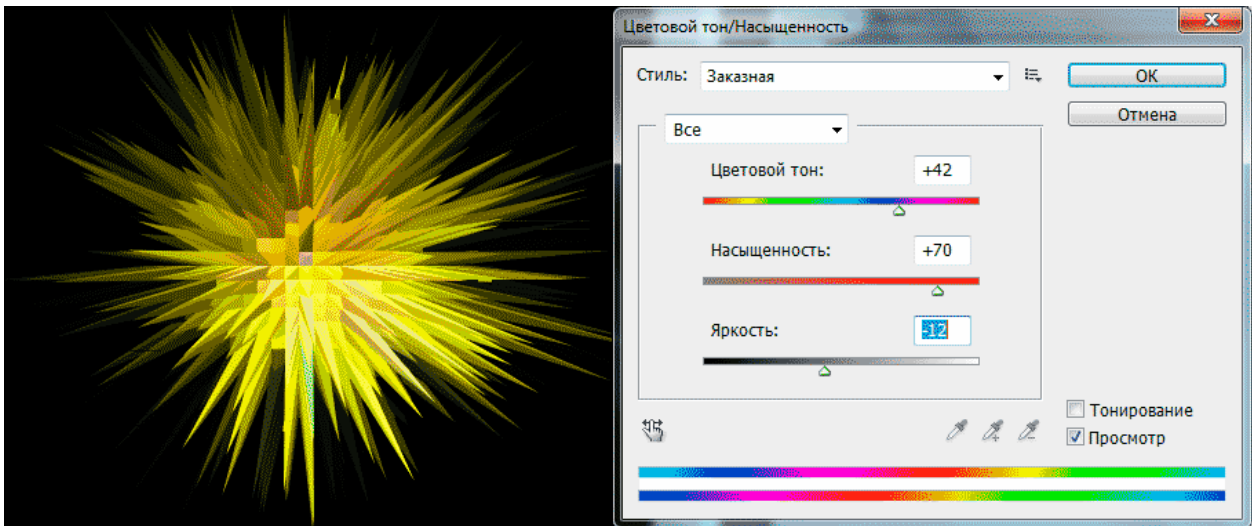 Цветовой тон/Насыщенность
Стиль: Заказная
OK
Отмена
Все
Цветовой тон: +42
Насыщенность: +70
Яркость: -12
Тонирование
Просмотр